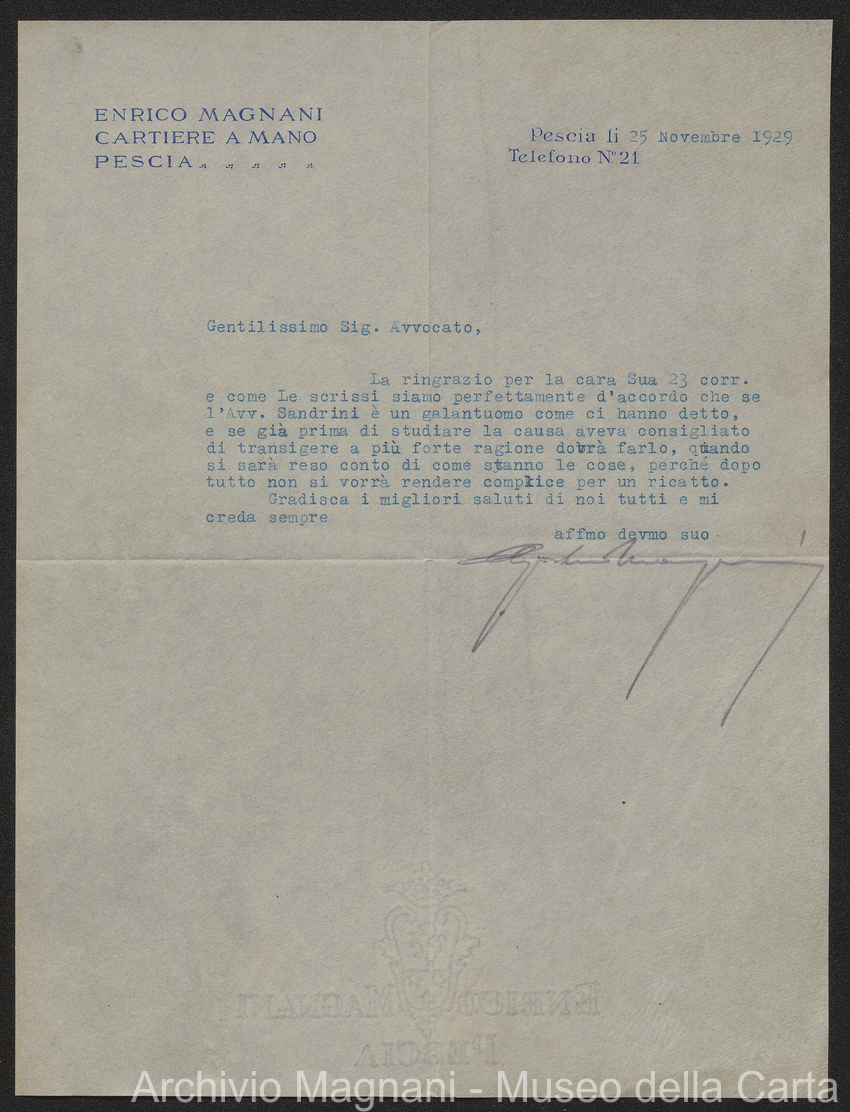 ENRICO MAGNANI
CARTIERE A MANO
PESCIA
Pescia li 25 Novembre 1929
Telefono Nº 21
Gentilissimo Sig. Avvocato,
La ringrazio per la cara Sua 23 corr.
e come Le scrissi siamo perfettamente d'accordo che se
l'Avv. Sandrini è un galantuomo come ci hanno detto,
e se già prima di studiare la causa aveva consigliato
di transigere a più forte ragione dovrà farlo, quando
si sarà reso conto di come stanno le cose, perché dopo
tutto non si vorrà rendere complice per un ricatto.
Gradisca i migliori saluti di noi tutti e mi
creda sempre
affmo devmo suo
Magnani
ENRICO MAGNANI
PESCIA
Archivio Magnani - Museo della Carta